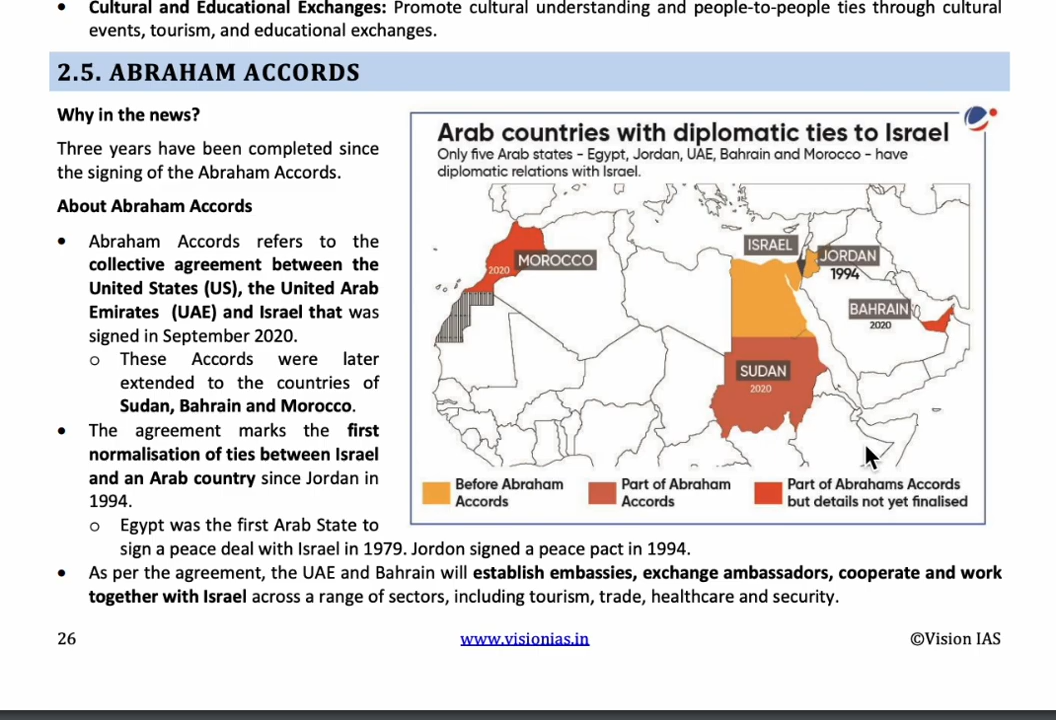 • Cultural and Educational Exchanges: Promote cultural understanding and people-to-people ties through cultural
events, tourism, and educational exchanges.
2.5. ABRAHAM ACCORDS
Why in the news?
Three years have been completed since
the signing of the Abraham Accords.
About Abraham Accords
• Abraham Accords refers to the
collective agreement between the
United States (US), the United Arab
Emirates (UAE) and Israel that was
signed in September 2020.
o These Accords were later
extended to the countries of
Sudan, Bahrain and Morocco.
• The agreement marks the first
normalisation of ties between Israel
and an Arab country since Jordan in
1994.
o Egypt was the first Arab State to
sign a peace deal with Israel in 1979. Jordon signed a peace pact in 1994.
• As per the agreement, the UAE and Bahrain will establish embassies, exchange ambassadors, cooperate and work
together with Israel across a range of sectors, including tourism, trade, healthcare and security.
Arab countries with diplomatic ties to Israel
Only five Arab states - Egypt, Jordan, UAE, Bahrain and Morocco - have
diplomatic relations with Israel.
ISRAEL
JORDAN
1994
MOROCCO
2020
BAHRAIN
2020
SUDAN
2020
Before Abraham
Accords
Part of Abraham
Accords
Part of Abrahams Accords
but details not yet finalised
26
www.visionias.in
©Vision IAS